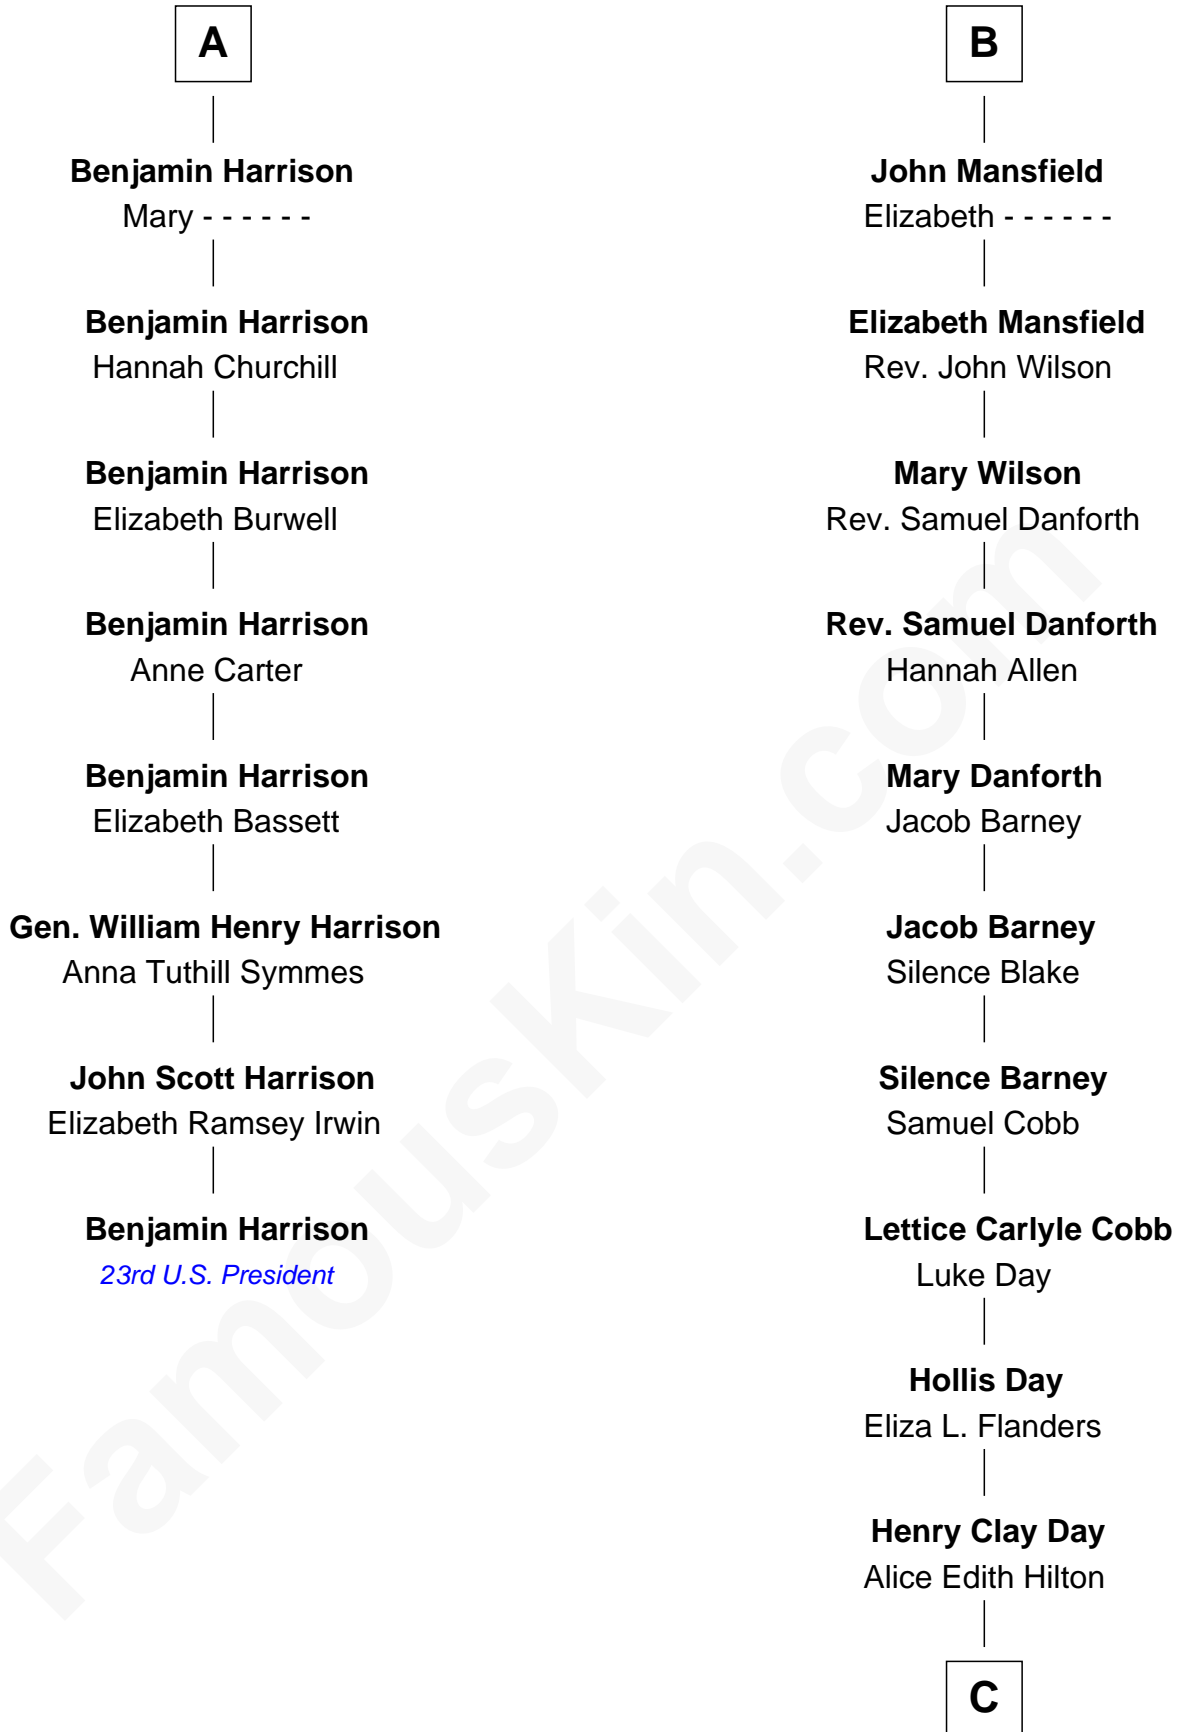 A
Benjamin Harrison
Mary - - - - - -
Benjamin Harrison
Hannah Churchill
Benjamin Harrison
Elizabeth Burwell
Benjamin Harrison
Anne Carter
Benjamin Harrison
Elizabeth Bassett
Gen. William Henry Harrison
Anna Tuthill Symmes
John Scott Harrison
Elizabeth Ramsey Irwin
Benjamin Harrison
23rd U.S. President
B
John Mansfield
Elizabeth - - - - - -
Elizabeth Mansfield
Rev. John Wilson
Mary Wilson
Rev. Samuel Danforth
Rev. Samuel Danforth
Hannah Allen
Mary Danforth
Jacob Barney
Jacob Barney
Silence Blake
Silence Barney
Samuel Cobb
Lettice Carlyle Cobb
Luke Day
Hollis Day
Eliza L. Flanders
Henry Clay Day
Alice Edith Hilton
C
FamousKin.com